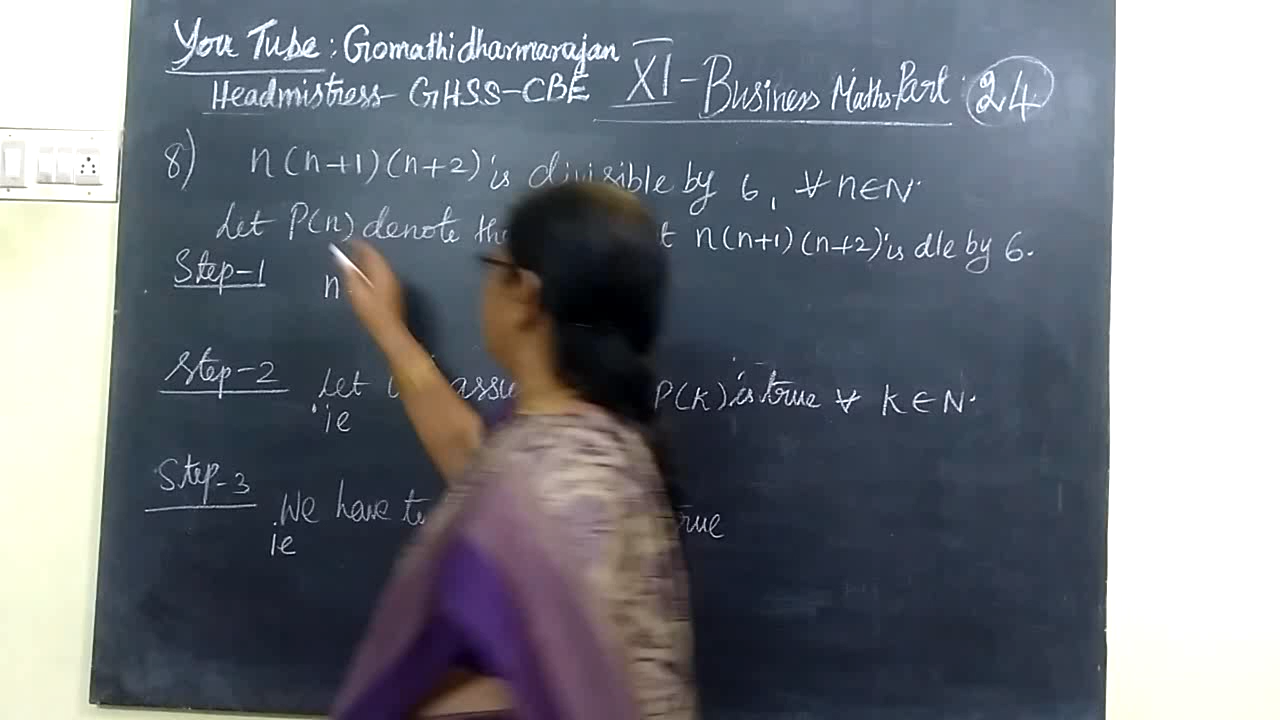 You Tube: Gomathidharmarajan
Headmistress - GHSS-CBE
XI - Business Maths-Part 24
8) n(n+1)(n+2) is divisible by 6, ∀ n∈N.
Let P(n) denote the n(n+1)(n+2) is dle by 6.
Step-1 n
Step-2 Let P(k) is true ∀ k∈N.
ie
Step-3 We have
ie